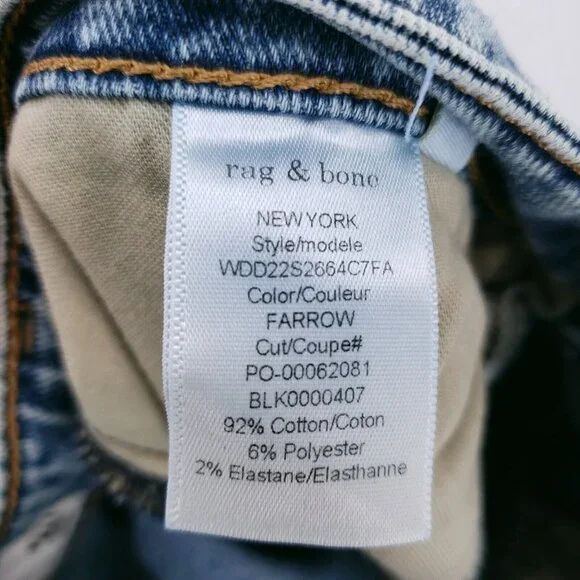 rag & bone
NEW YORK
Style/modele
WDD22S2664C7FA
Color/Couleur
FARROW
Cut/Coupe#
PO-00062081
BLK0000407
92% Cotton/Coton
6% Polyester
2% Elastane/Elasthanne